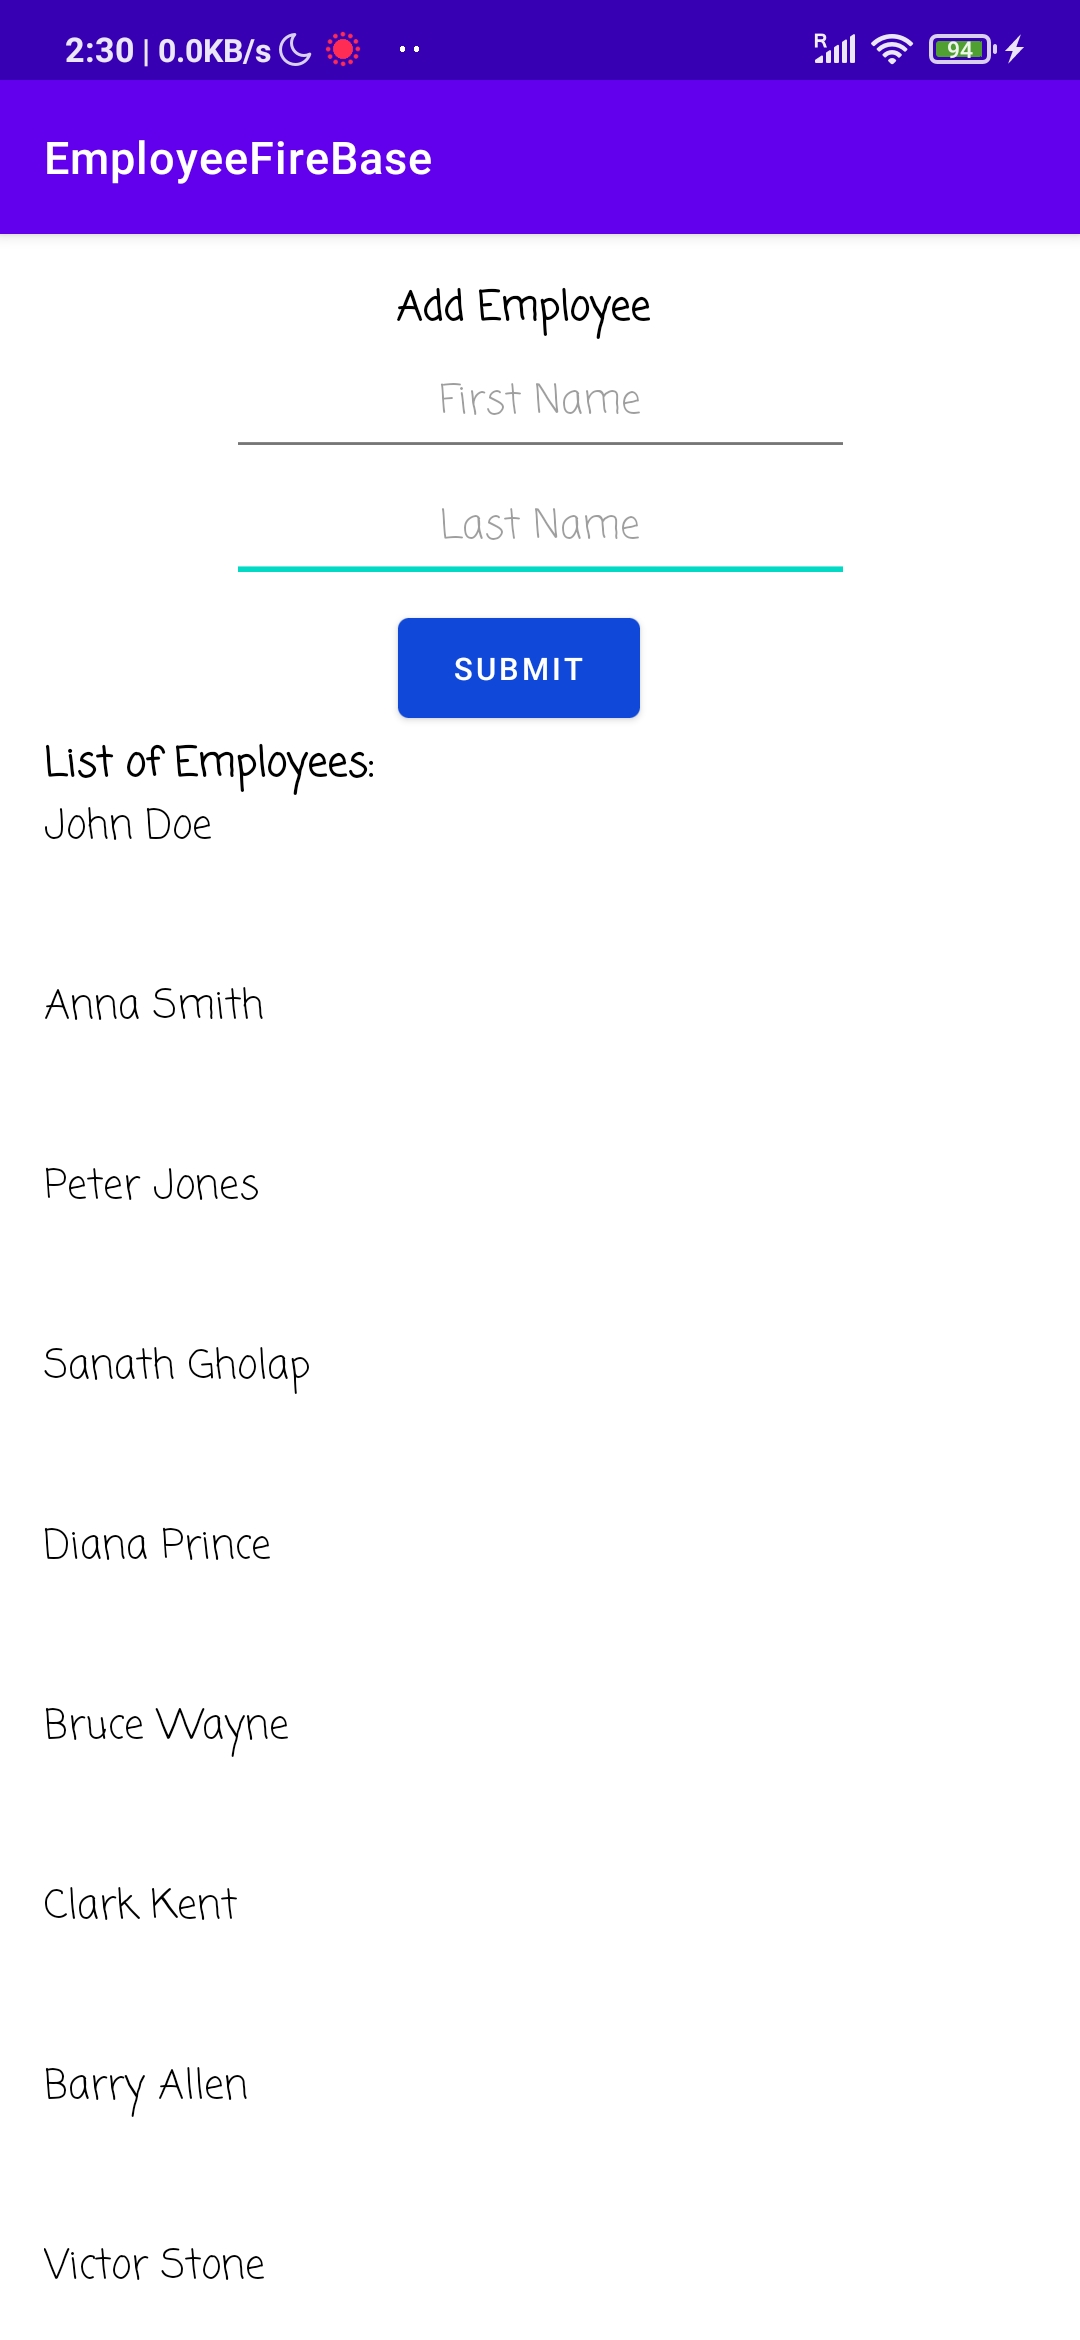 2:30 | 0.0KB/s R 94
EmployeeFireBase
Add Employee
First Name
Last Name
SUBMIT
List of Employees:
John Doe
Anna Smith
Peter Jones
Sanath Gholap
Diana Prince
Bruce Wayne
Clark Kent
Barry Allen
Victor Stone